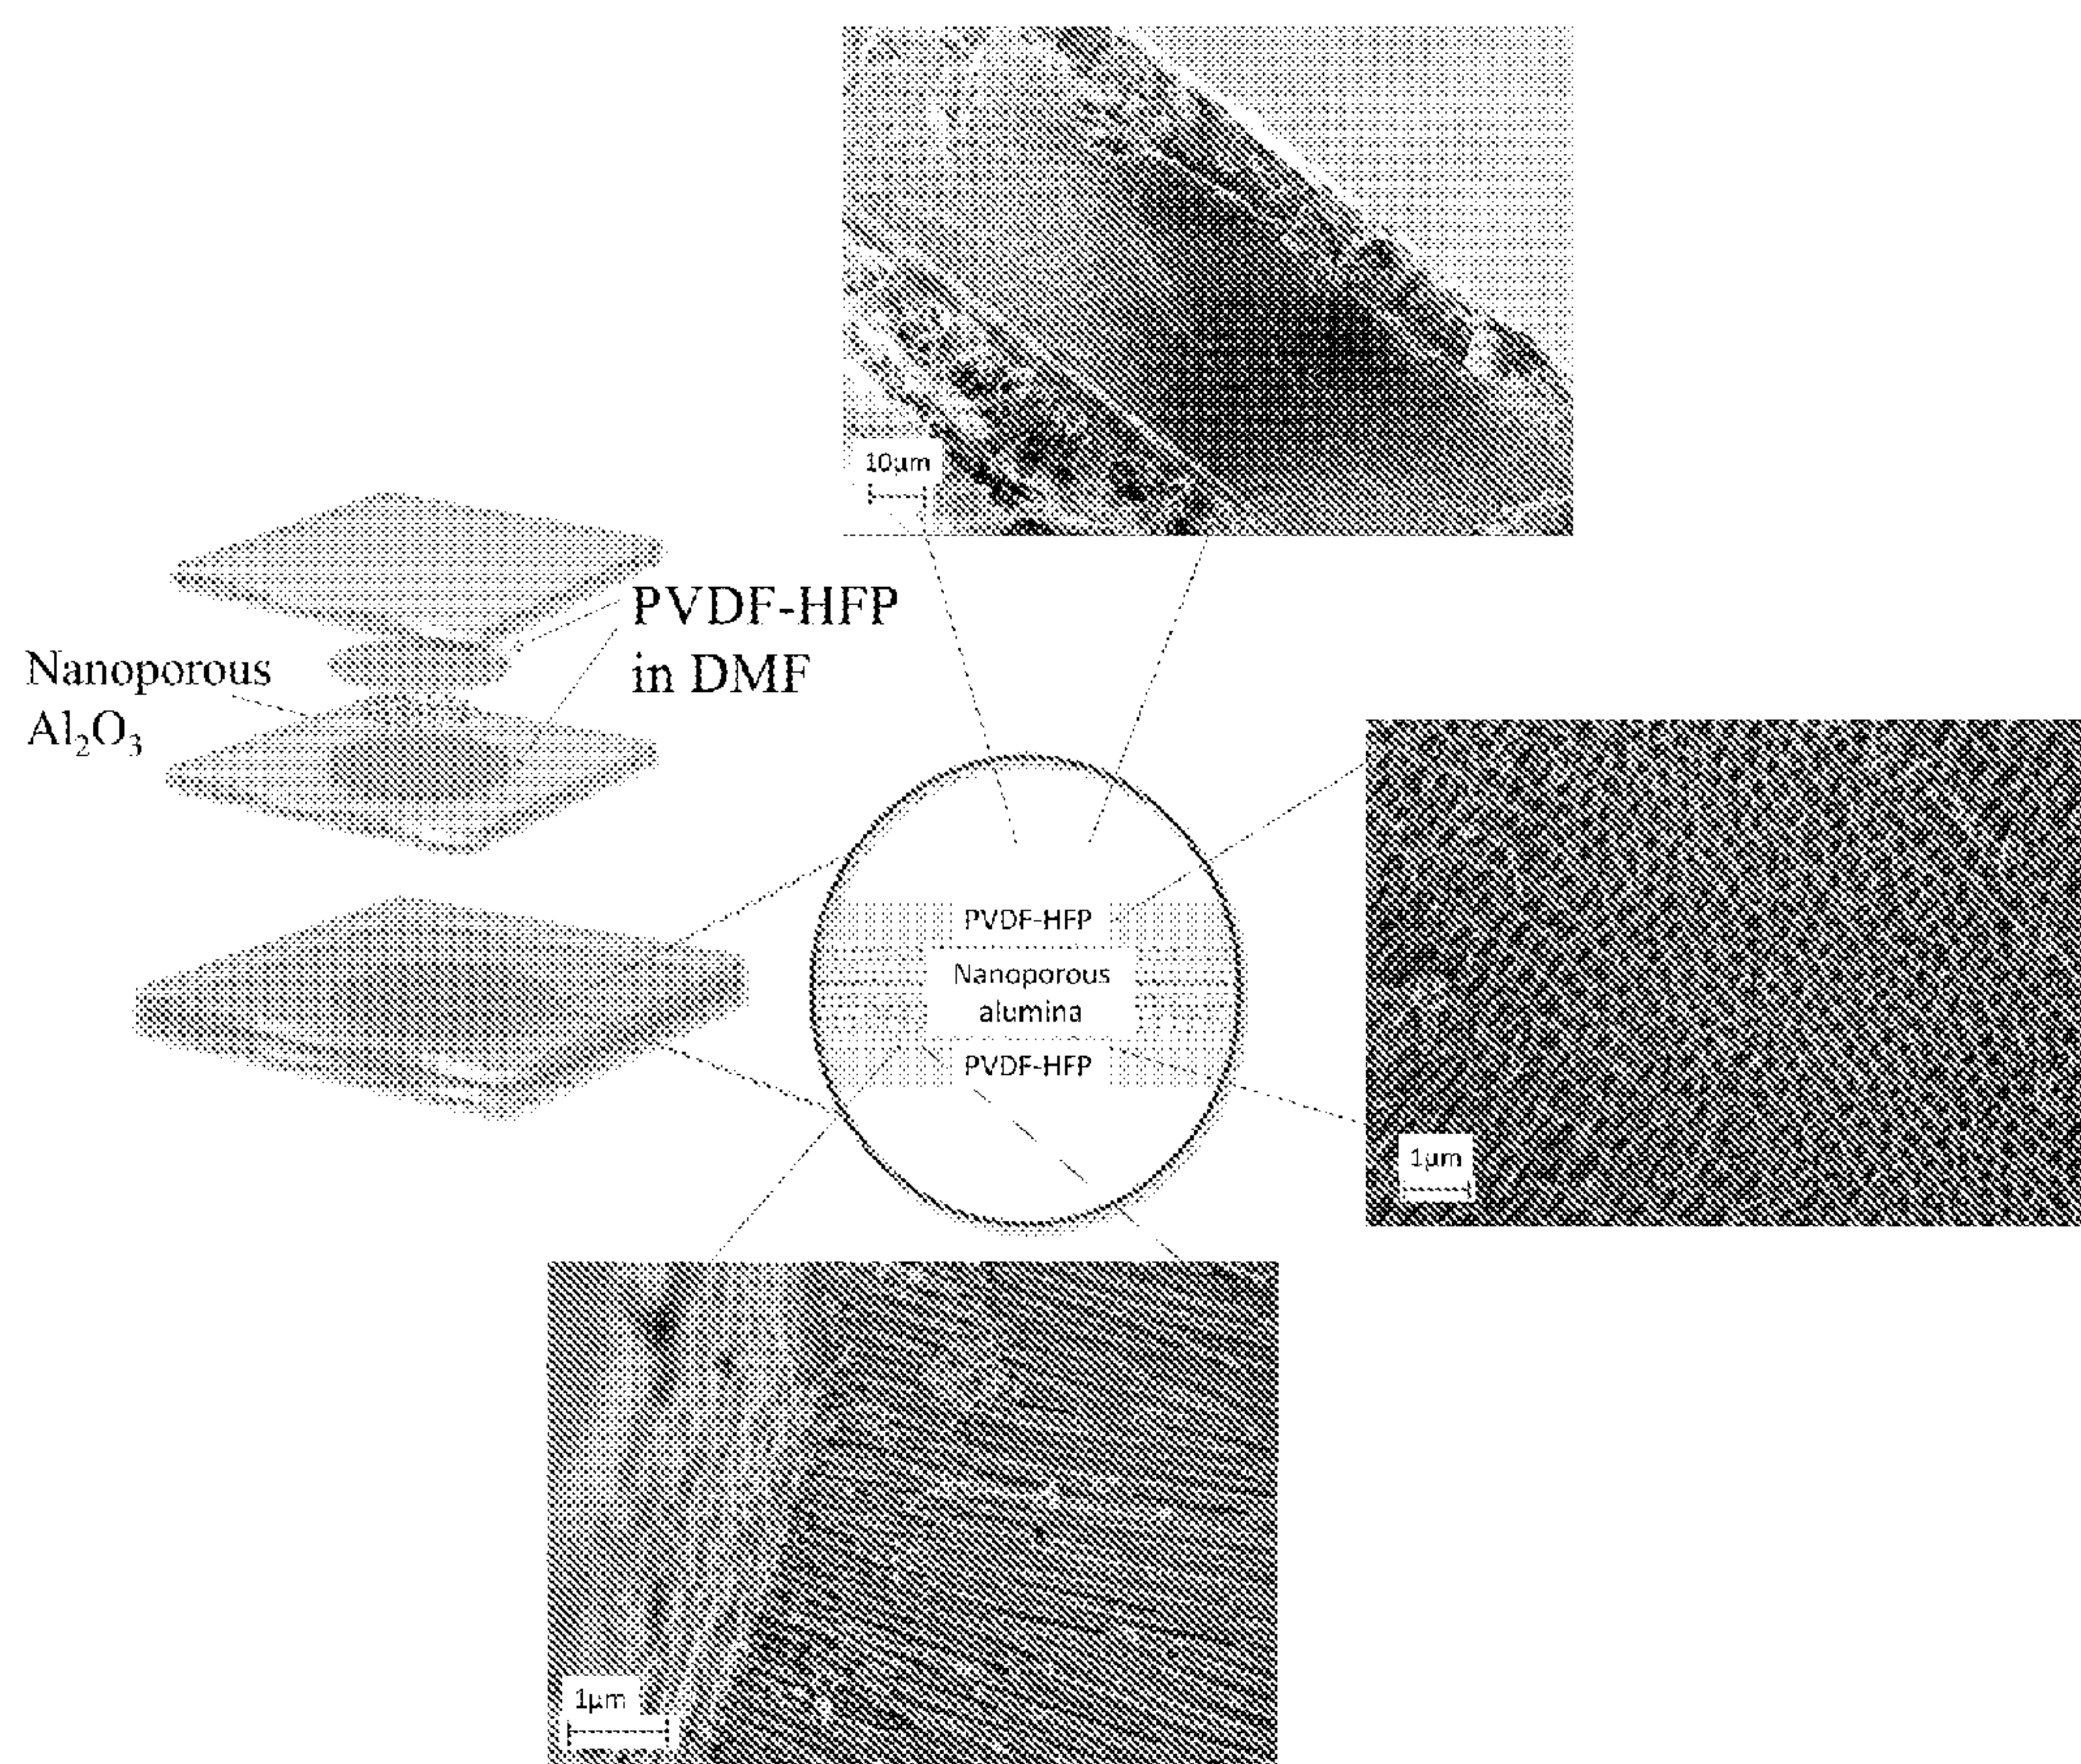 10µm
PVDF-HFP
in DMF
Nanoporous
Al₂O₃
PVDF-HFP
Nanoporous
alumina
PVDF-HFP
1µm
1µm